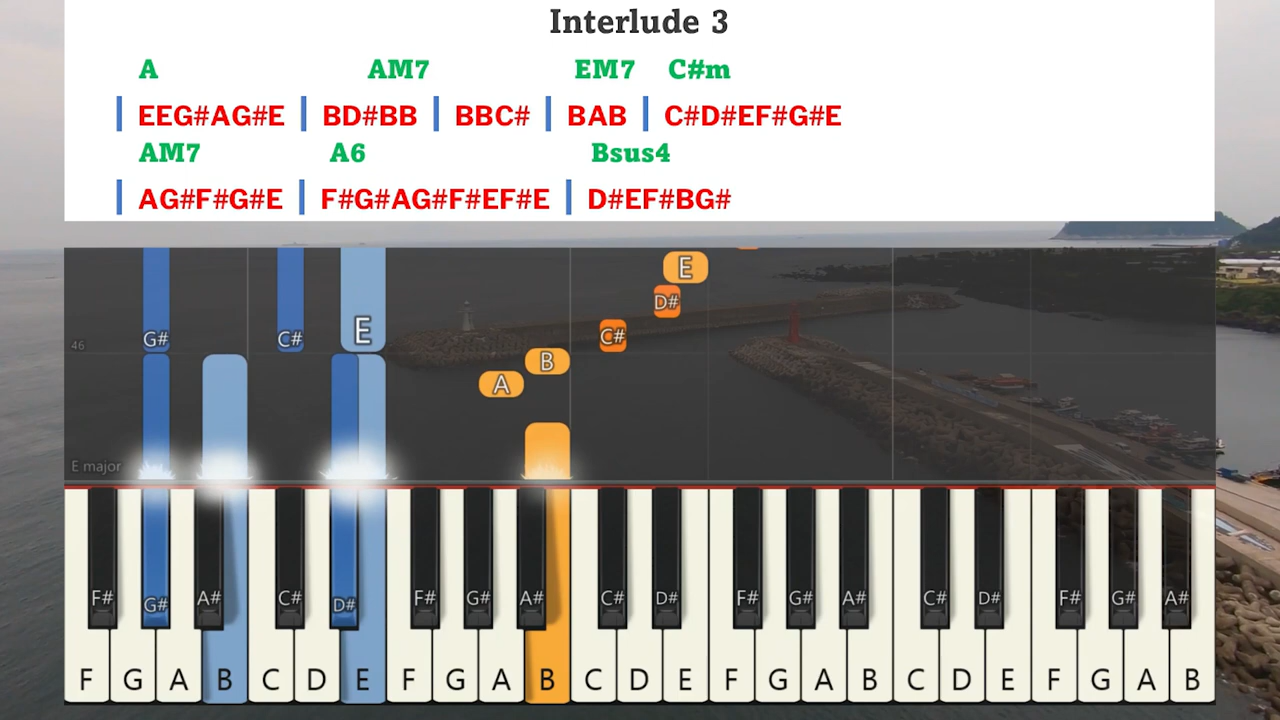 Interlude 3
A AM7 EM7 C#m
| EEG#AG#E | BD#BB | BBC# | BAB | C#D#EF#G#E
AM7 A6 Bsus4
| AG#F#G#E | F#G#AG#F#EF#E | D#EF#BG#
E
D#
G# C# E C#
46 B
A
E major
F# G# A# C# D# F# G# A# C# D# F# G# A# C# D# F# G# A#
F G A B C D E F G A B C D E F G A B C D E F G A B